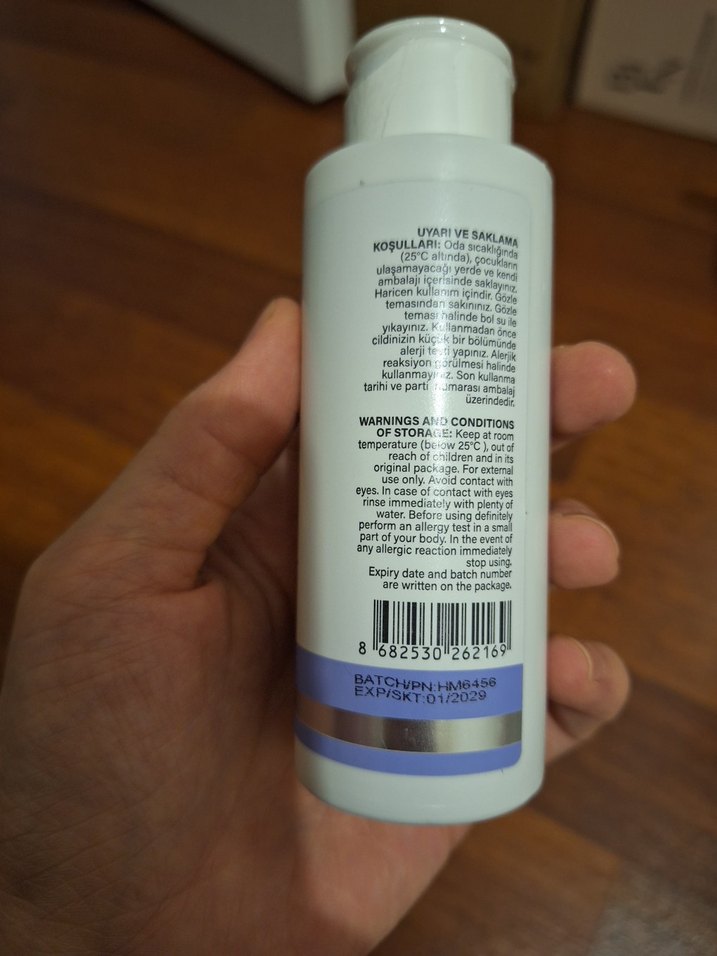 UYARI VE SAKLAMA
KOŞULLARI: Oda sıcaklığında
(25°C altında), çocukların
ulaşamayacağı yerde ve kendi
ambalajı içerisinde saklayınız.
Haricen kullanım içindir. Gözle
temasından sakınınız. Gözle
teması halinde bol su ile
yıkayınız. Kullanmadan önce
cildinizin küçük bir bölümünde
alerji testi yapınız. Alerjik
reaksiyon görülmesi halinde
kullanmayınız. Son kullanma
tarihi ve parti numarası ambalaj
üzerindedir.
WARNINGS AND CONDITIONS
OF STORAGE: Keep at room
temperature (below 25°C ), out of
reach of children and in its
original package. For external
use only. Avoid contact with
eyes. In case of contact with eyes
rinse immediately with plenty of
water. Before using definitely
perform an allergy test in a small
part of your body. In the event of
any allergic reaction immediately
stop using.
Expiry date and batch number
are written on the package.
8 682530 262169
BATCH/PN:HM6456
EXP/SKT:01/2029